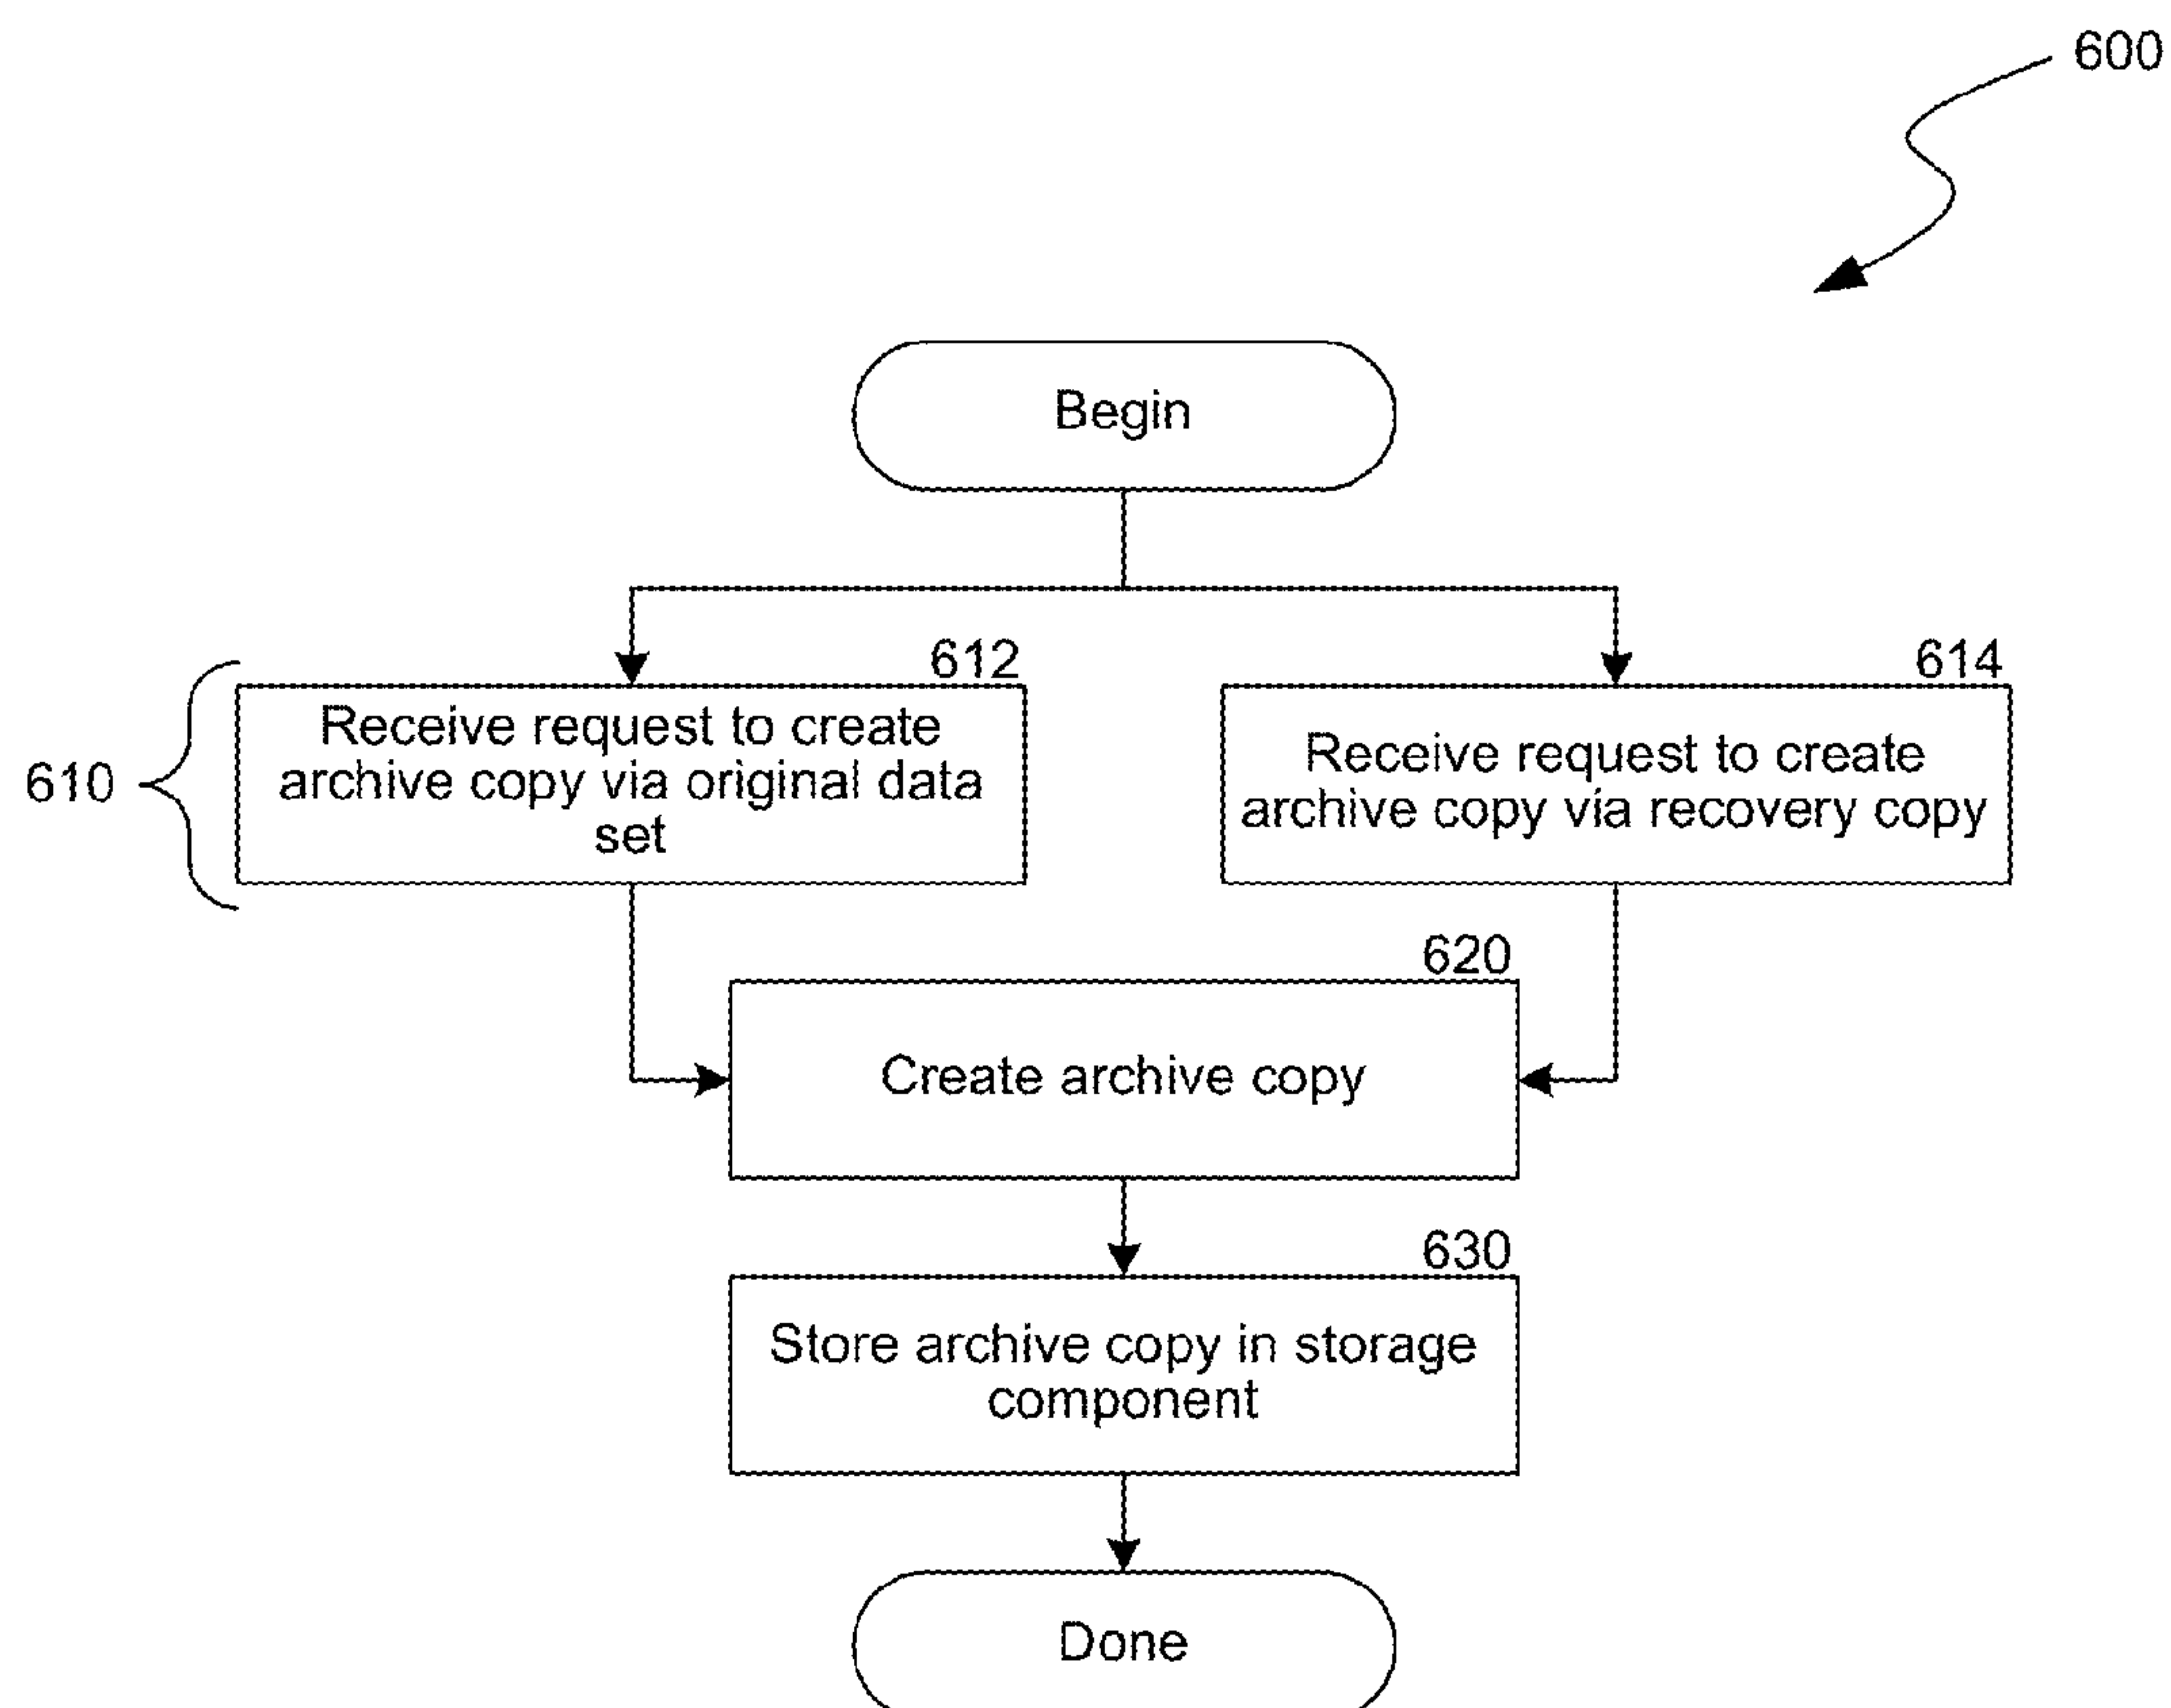 600
Begin
612
614
610
Receive request to create
archive copy via original data
set
Receive request to create
archive copy via recovery copy
620
Create archive copy
630
Store archive copy in storage
component
Done